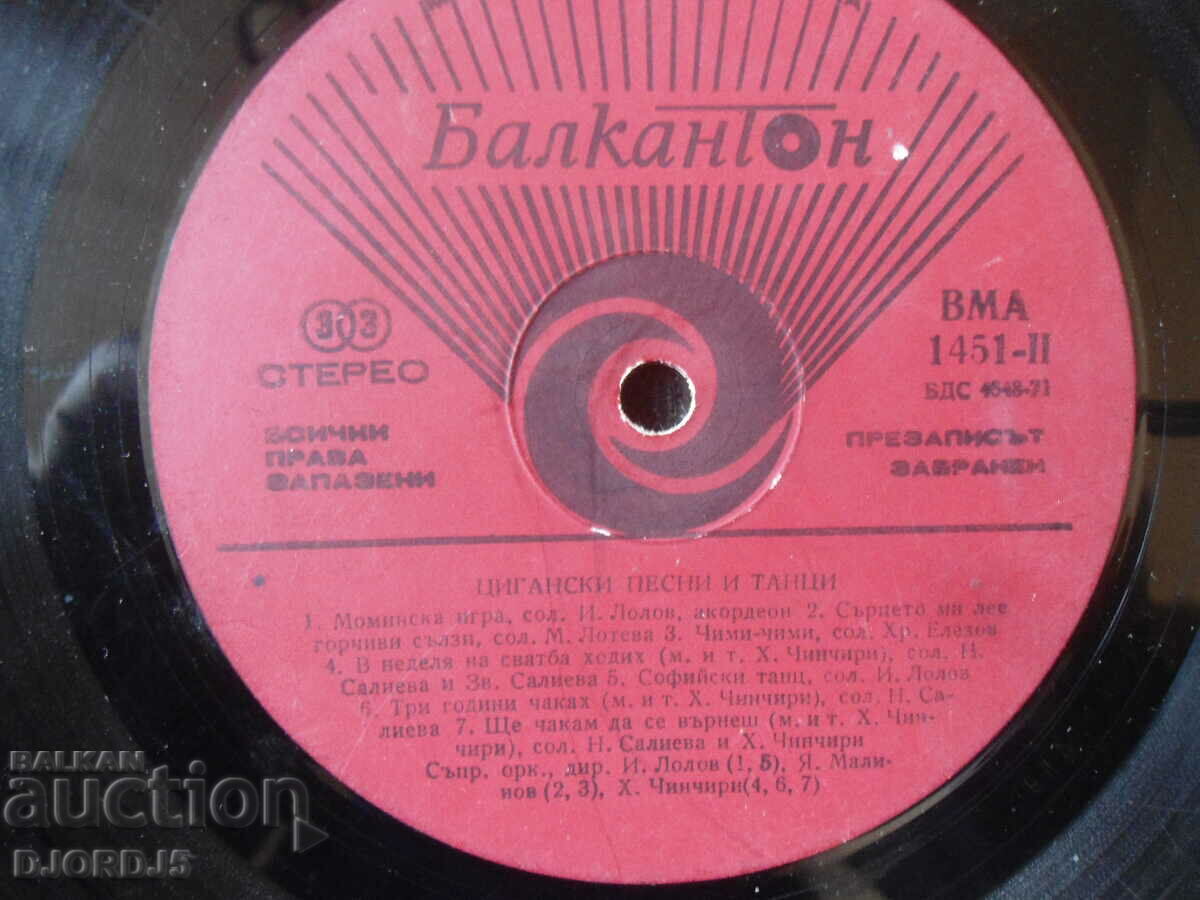 Балкантон
33
СТЕРЕО
ВСИЧКИ
ПРАВА
ЗАПАЗЕНИ
ВМА
1451-II
БДС 4648-71
ПРЕЗАПИСЪТ
ЗАБРАНЕН
ЦИГАНСКИ ПЕСНИ И ТАНЦИ
1. Моминска игра, сол. И. Лолов, акордеон 2. Сърцето ми лее
горчиви сълзи, сол. М. Лотева 3. Чими-чими, сол. Хр. Елезов
4. В неделя на сватба ходих (м. и т. Х. Чинчири), сол. Н.
Салиева и Зв. Салиева 5. Софийски танц, сол. И. Лолов
6. Три години чаках (м. и т. Х. Чинчири), сол. Н. Са-
лиева 7. Ще чакам да се върнеш (м. и т. Х. Чин-
чири), сол. Н. Салиева и Х. Чинчири
Съпр. орк., дир. И. Лолов (1, 5), Я. Мали-
нов (2, 3), Х. Чинчири(4, 6, 7)
BALKAN
auction
DJORDJ5